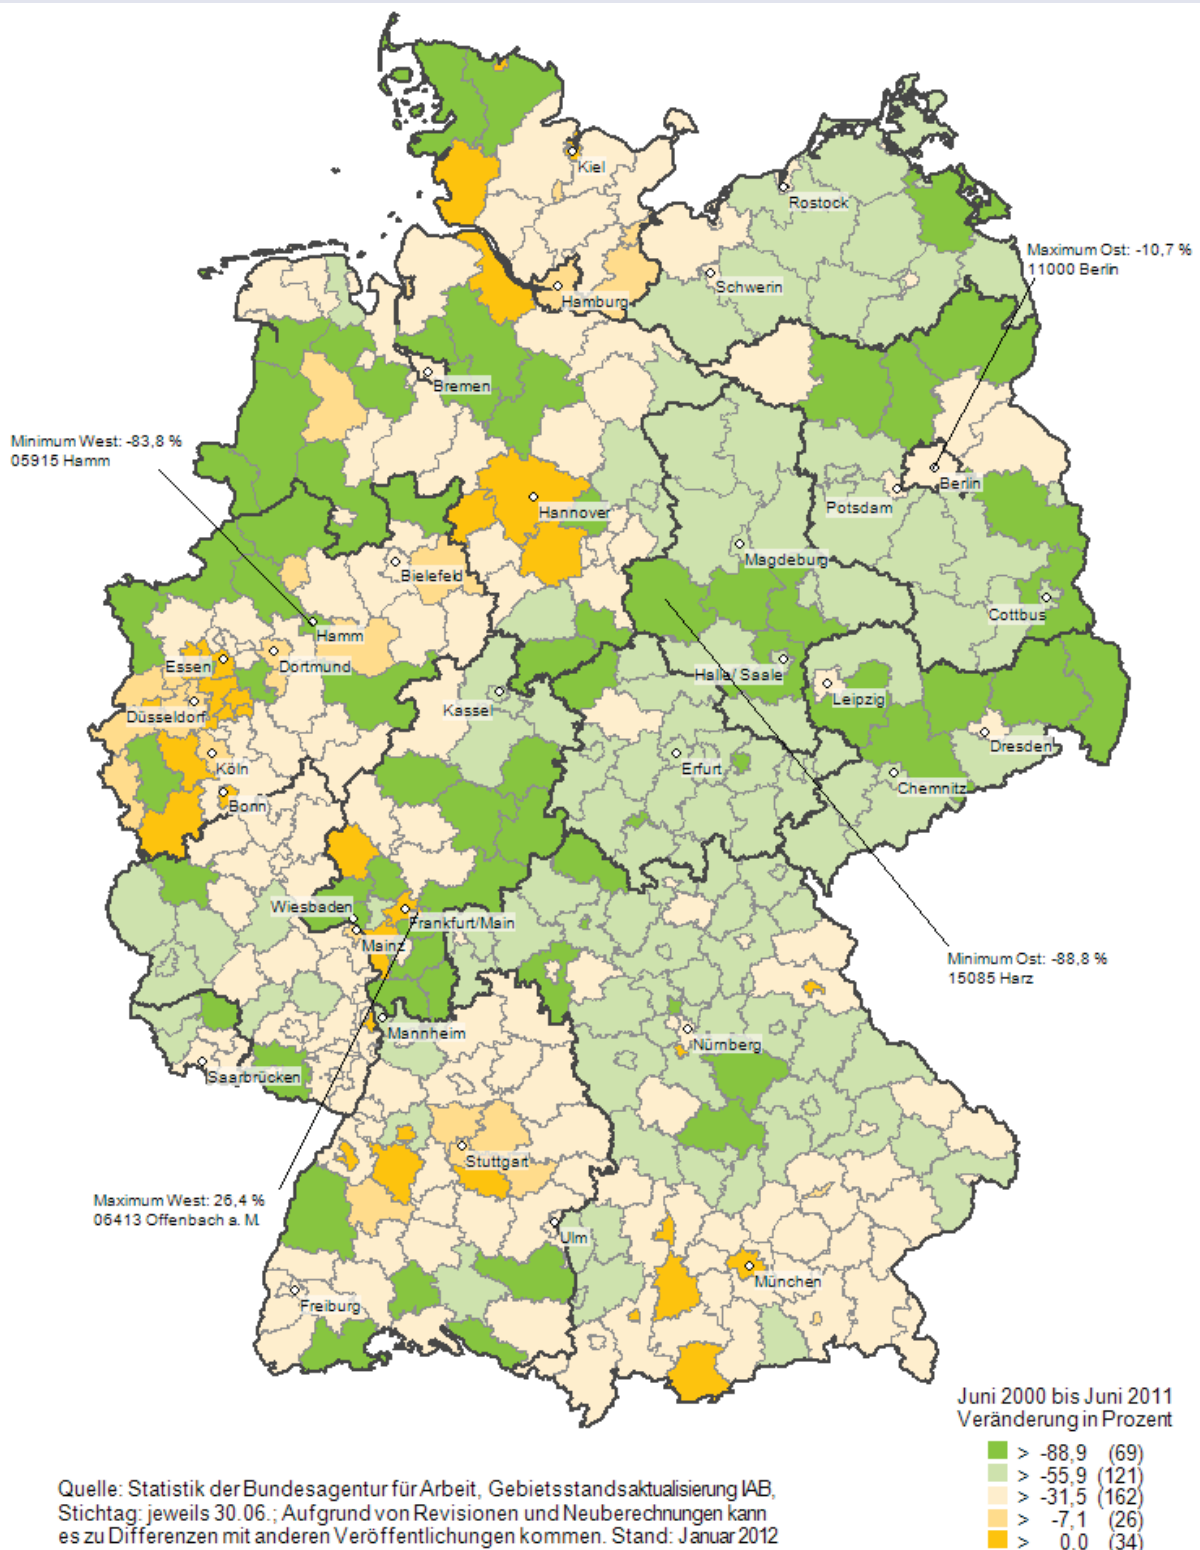 Kiel
Rostock
Maximum Ost: -10,7 %
11000 Berlin
Schwerin
Hamburg
Bremen
Minimum West: -83,8 %
05915 Hamm
Berlin
Potsdam
Hannover
Magdeburg
Bielefeld
Cottbus
Hamm
Essen
Dortmund
Halle/ Saale
Leipzig
Kassel
Düsseldorf
Dresden
Köln
Erfurt
Chemnitz
Bonn
Wiesbaden
Frankfurt/Main
Mainz
Minimum Ost: -88,8 %
15085 Harz
Mannheim
Nürnberg
Saarbrücken
Stuttgart
Maximum West: 26,4 %
06413 Offenbach a. M.
Ulm
München
Freiburg
Juni 2000 bis Juni 2011
Veränderung in Prozent
> -88,9 (69)
> -55,9 (121)
> -31,5 (162)
> -7,1 (26)
> 0,0 (34)
Quelle: Statistik der Bundesagentur für Arbeit, Gebietsstandsaktualisierung IAB,
Stichtag: jeweils 30.06.; Aufgrund von Revisionen und Neuberechnungen kann
es zu Differenzen mit anderen Veröffentlichungen kommen. Stand: Januar 2012